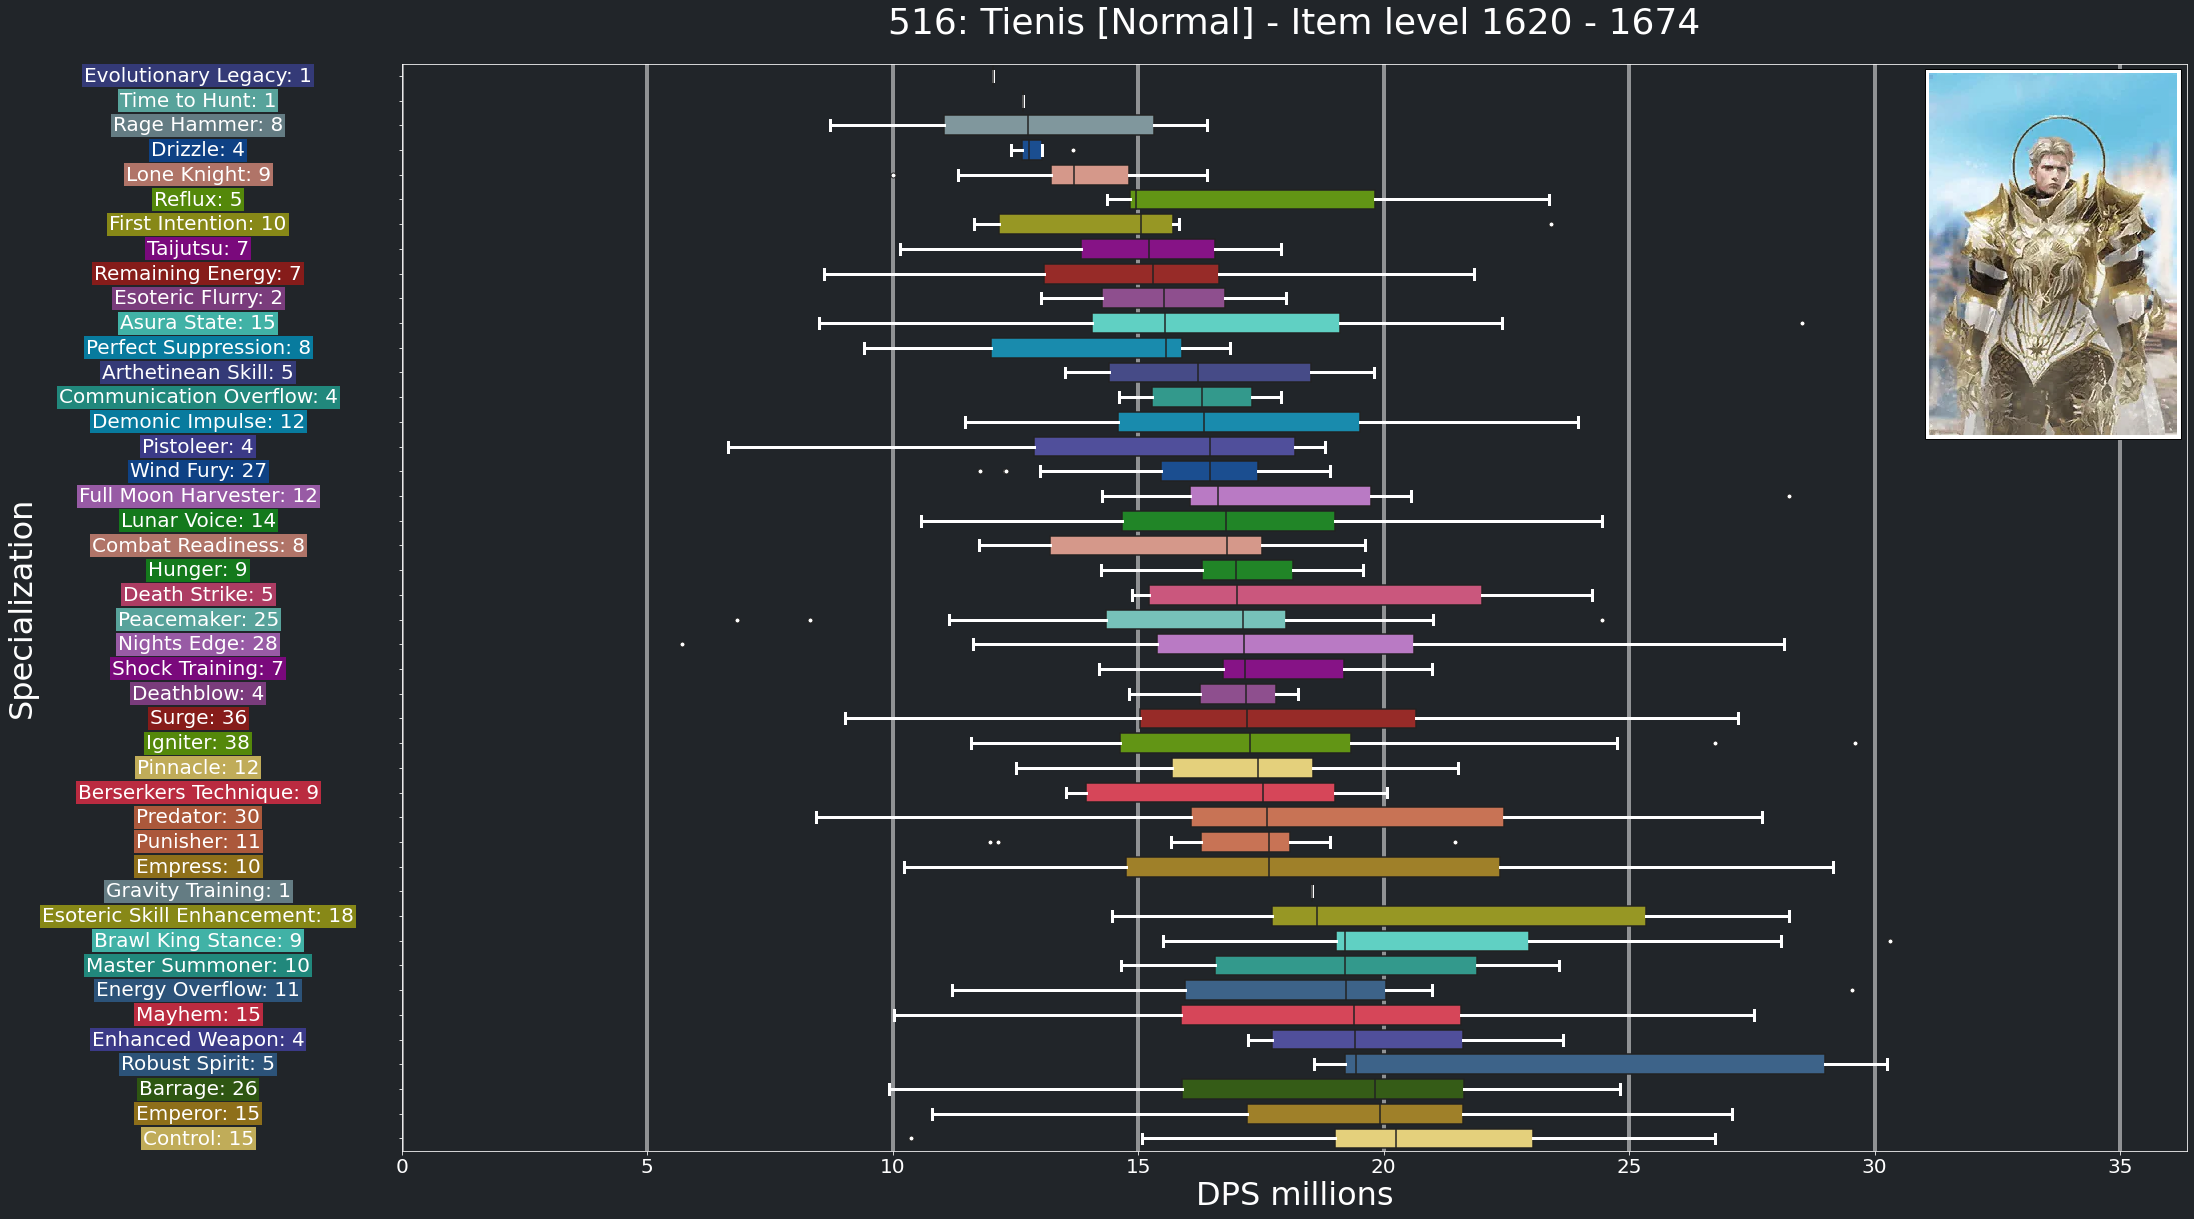 516: Tienis [Normal] - Item level 1620 - 1674
Evolutionary Legacy: 1
Time to Hunt: 1
Rage Hammer: 8
Drizzle: 4
Lone Knight: 9
Reflux: 5
First Intention: 10
Taijutsu: 7
Remaining Energy: 7
Esoteric Flurry: 2
Asura State: 15
Perfect Suppression: 8
Arthetinean Skill: 5
Communication Overflow: 4
Demonic Impulse: 12
Pistoleer: 4
Wind Fury: 27
Full Moon Harvester: 12
Lunar Voice: 14
Combat Readiness: 8
Hunger: 9
Death Strike: 5
Peacemaker: 25
Nights Edge: 28
Shock Training: 7
Deathblow: 4
Surge: 36
Igniter: 38
Pinnacle: 12
Berserkers Technique: 9
Predator: 30
Punisher: 11
Empress: 10
Gravity Training: 1
Esoteric Skill Enhancement: 18
Brawl King Stance: 9
Master Summoner: 10
Energy Overflow: 11
Mayhem: 15
Enhanced Weapon: 4
Robust Spirit: 5
Barrage: 26
Emperor: 15
Control: 15
Specialization
0 5 10 15 20 25 30 35
DPS millions